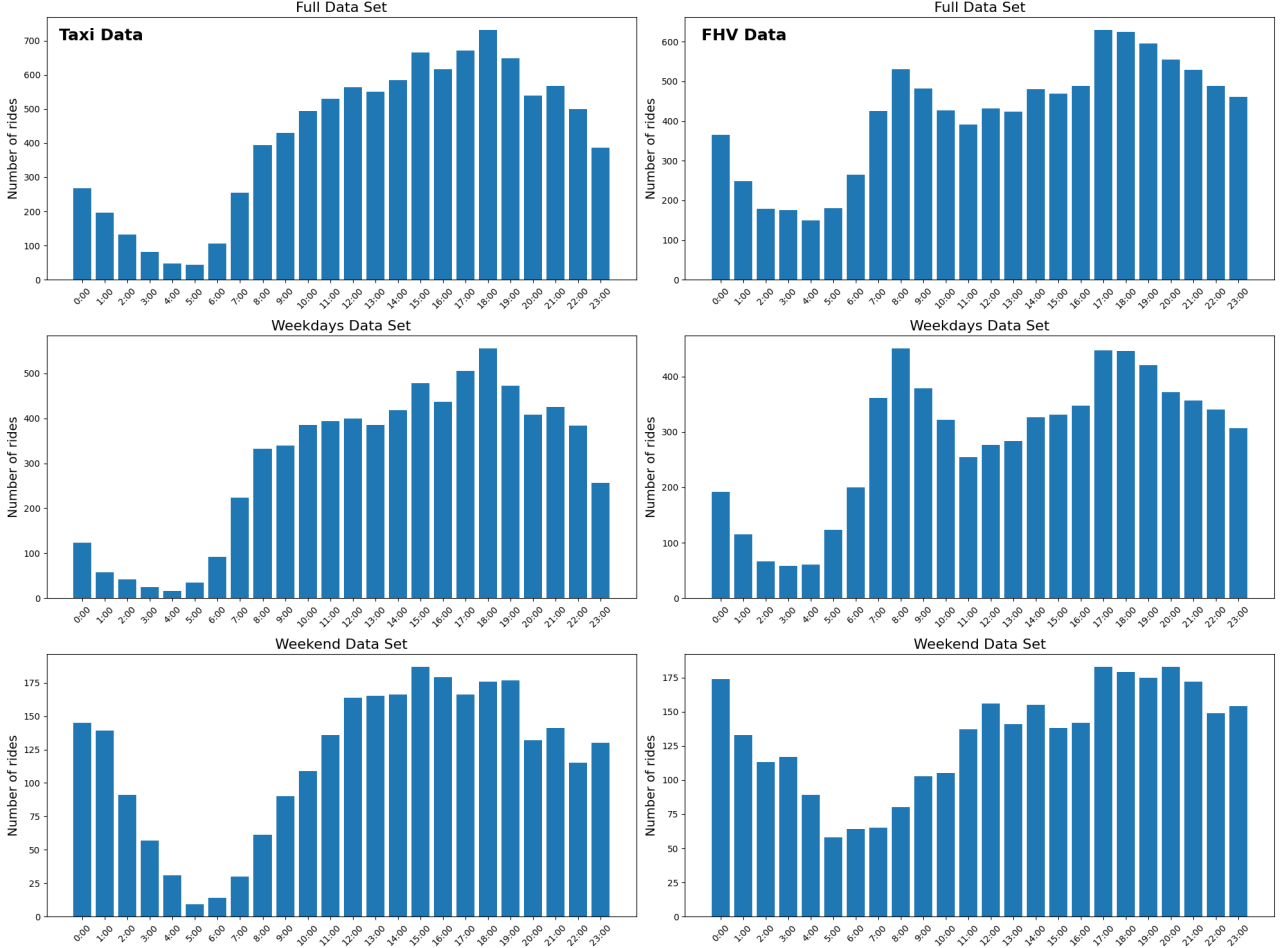 Full Data Set
Taxi Data
Number of rides
700
600
500
400
300
200
100
0
0:00 1:00 2:00 3:00 4:00 5:00 6:00 7:00 8:00 9:00 10:00 11:00 12:00 13:00 14:00 15:00 16:00 17:00 18:00 19:00 20:00 21:00 22:00 23:00
Full Data Set
FHV Data
Number of rides
600
500
400
300
200
100
0
0:00 1:00 2:00 3:00 4:00 5:00 6:00 7:00 8:00 9:00 10:00 11:00 12:00 13:00 14:00 15:00 16:00 17:00 18:00 19:00 20:00 21:00 22:00 23:00
Weekdays Data Set
Number of rides
500
400
300
200
100
0
0:00 1:00 2:00 3:00 4:00 5:00 6:00 7:00 8:00 9:00 10:00 11:00 12:00 13:00 14:00 15:00 16:00 17:00 18:00 19:00 20:00 21:00 22:00 23:00
Weekdays Data Set
Number of rides
400
300
200
100
0
0:00 1:00 2:00 3:00 4:00 5:00 6:00 7:00 8:00 9:00 10:00 11:00 12:00 13:00 14:00 15:00 16:00 17:00 18:00 19:00 20:00 21:00 22:00 23:00
Weekend Data Set
Number of rides
175
150
125
100
75
50
25
0
0:00 1:00 2:00 3:00 4:00 5:00 6:00 7:00 8:00 9:00 10:00 11:00 12:00 13:00 14:00 15:00 16:00 17:00 18:00 19:00 20:00 21:00 22:00 23:00
Weekend Data Set
Number of rides
175
150
125
100
75
50
25
0
0:00 1:00 2:00 3:00 4:00 5:00 6:00 7:00 8:00 9:00 10:00 11:00 12:00 13:00 14:00 15:00 16:00 17:00 18:00 19:00 20:00 21:00 22:00 23:00